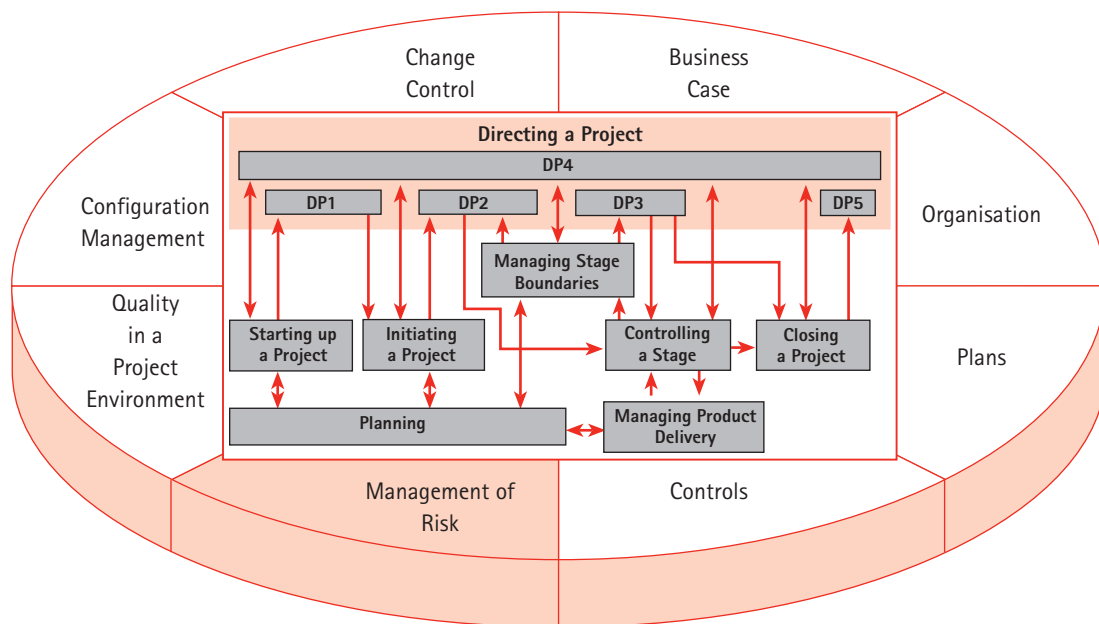 Change
Control
Business
Case
Directing a Project
DP4
DP1
DP2
DP3
DP5
Configuration
Management
Organisation
Managing Stage
Boundaries
Quality
in a
Project
Environment
Starting up
a Project
Initiating
a Project
Controlling
a Stage
Closing
a Project
Plans
Planning
Managing Product
Delivery
Management of
Risk
Controls